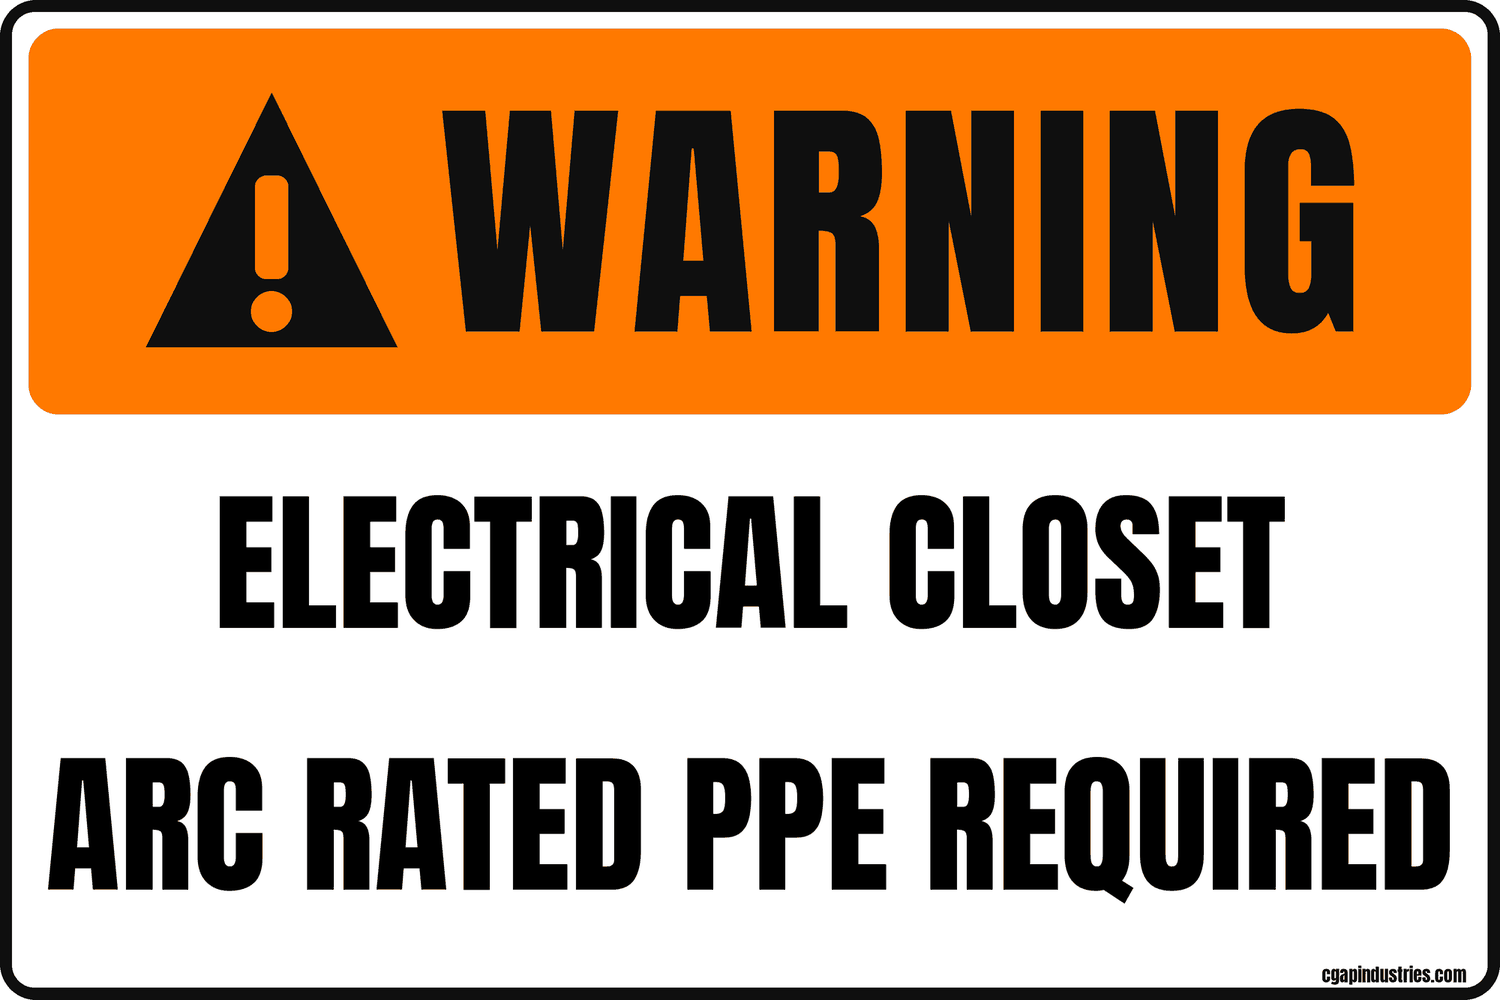 WARNING
ELECTRICAL CLOSET
ARC RATED PPE REQUIRED
cgapindustries.com